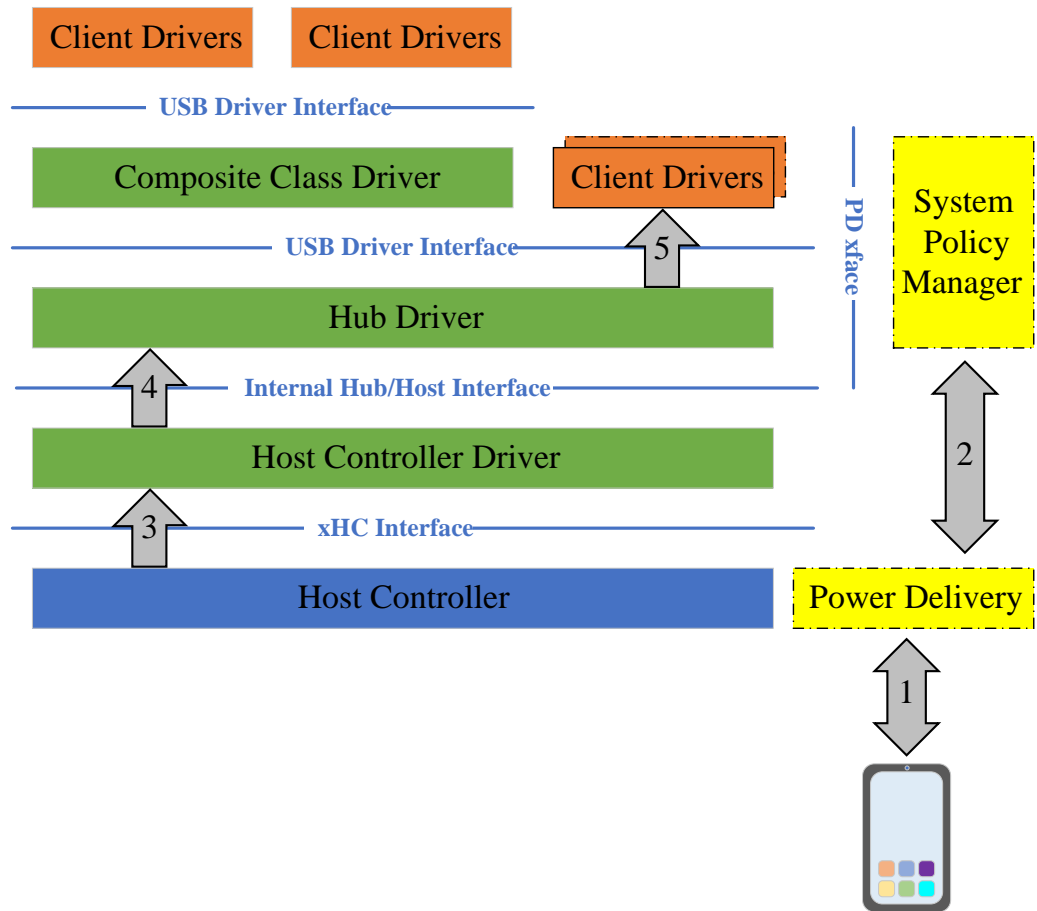 Client Drivers
Client Drivers
USB Driver Interface
Composite Class Driver
Client Drivers
System
Policy
Manager
PD xface
USB Driver Interface
5
Hub Driver
4
Internal Hub/Host Interface
Host Controller Driver
2
3
xHC Interface
Host Controller
Power Delivery
1